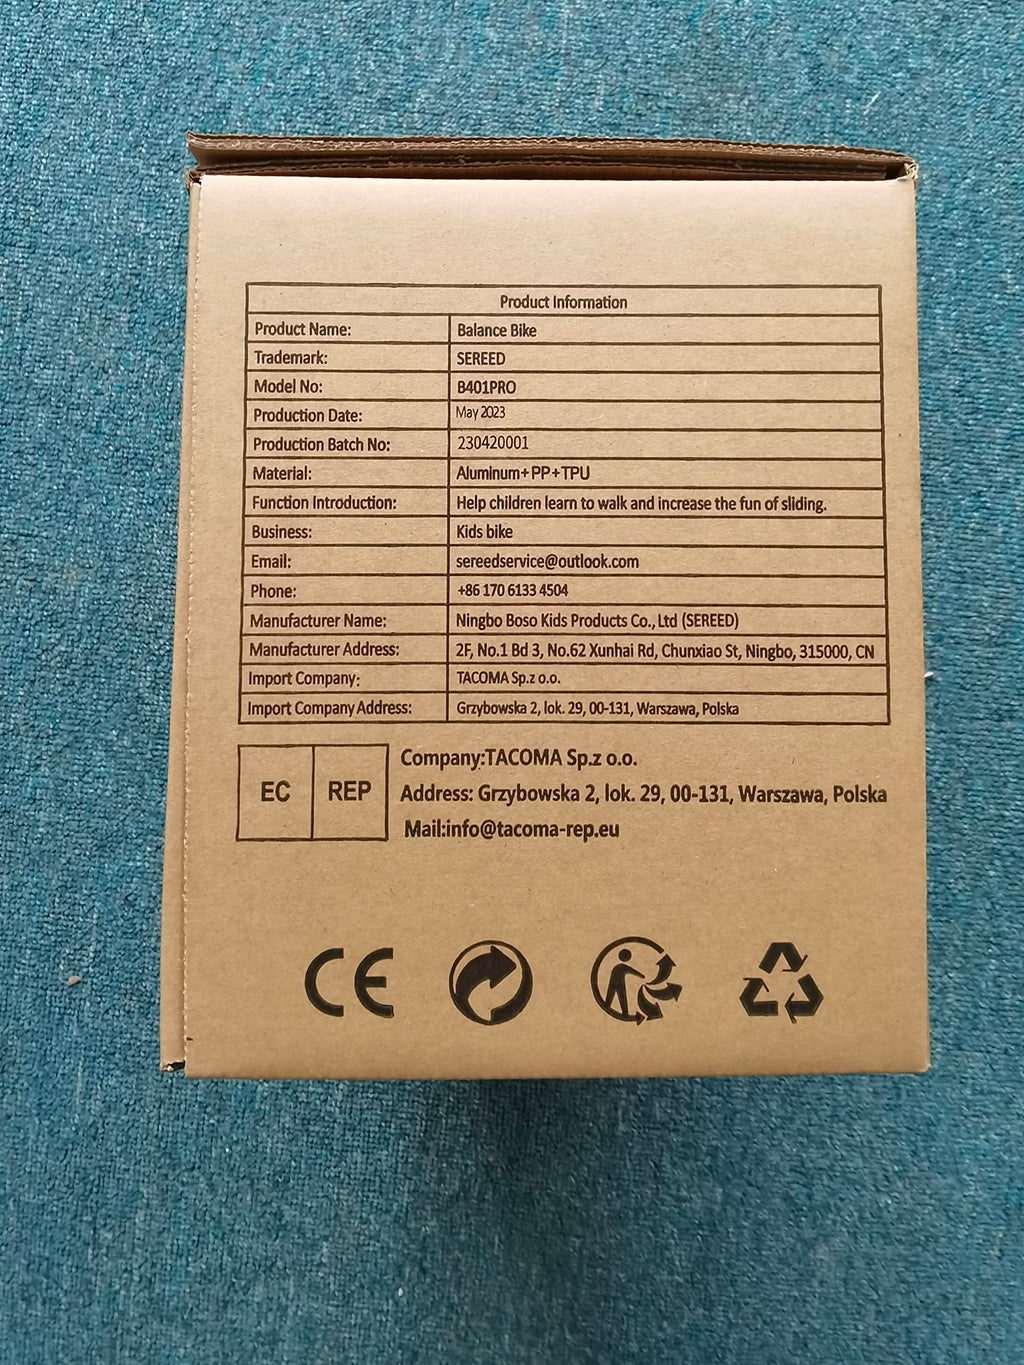 Product Information
Product Name: Balance Bike
Trademark: SEREED
Model No: B401PRO
Production Date: May 2023
Production Batch No: 230420001
Material: Aluminum+PP+TPU
Function Introduction: Help children learn to walk and increase the fun of sliding.
Business: Kids bike
Email: sereedservice@outlook.com
Phone: +86 170 6133 4504
Manufacturer Name: Ningbo Boso Kids Products Co., Ltd (SEREED)
Manufacturer Address: 2F, No.1 Bd 3, No.62 Xunhai Rd, Chunxiao St, Ningbo, 315000, CN
Import Company: TACOMA Sp.z o.o.
Import Company Address: Grzybowska 2, lok. 29, 00-131, Warszawa, Polska
EC REP
Company:TACOMA Sp.z o.o.
Address: Grzybowska 2, lok. 29, 00-131, Warszawa, Polska
Mail:info@tacoma-rep.eu
CE